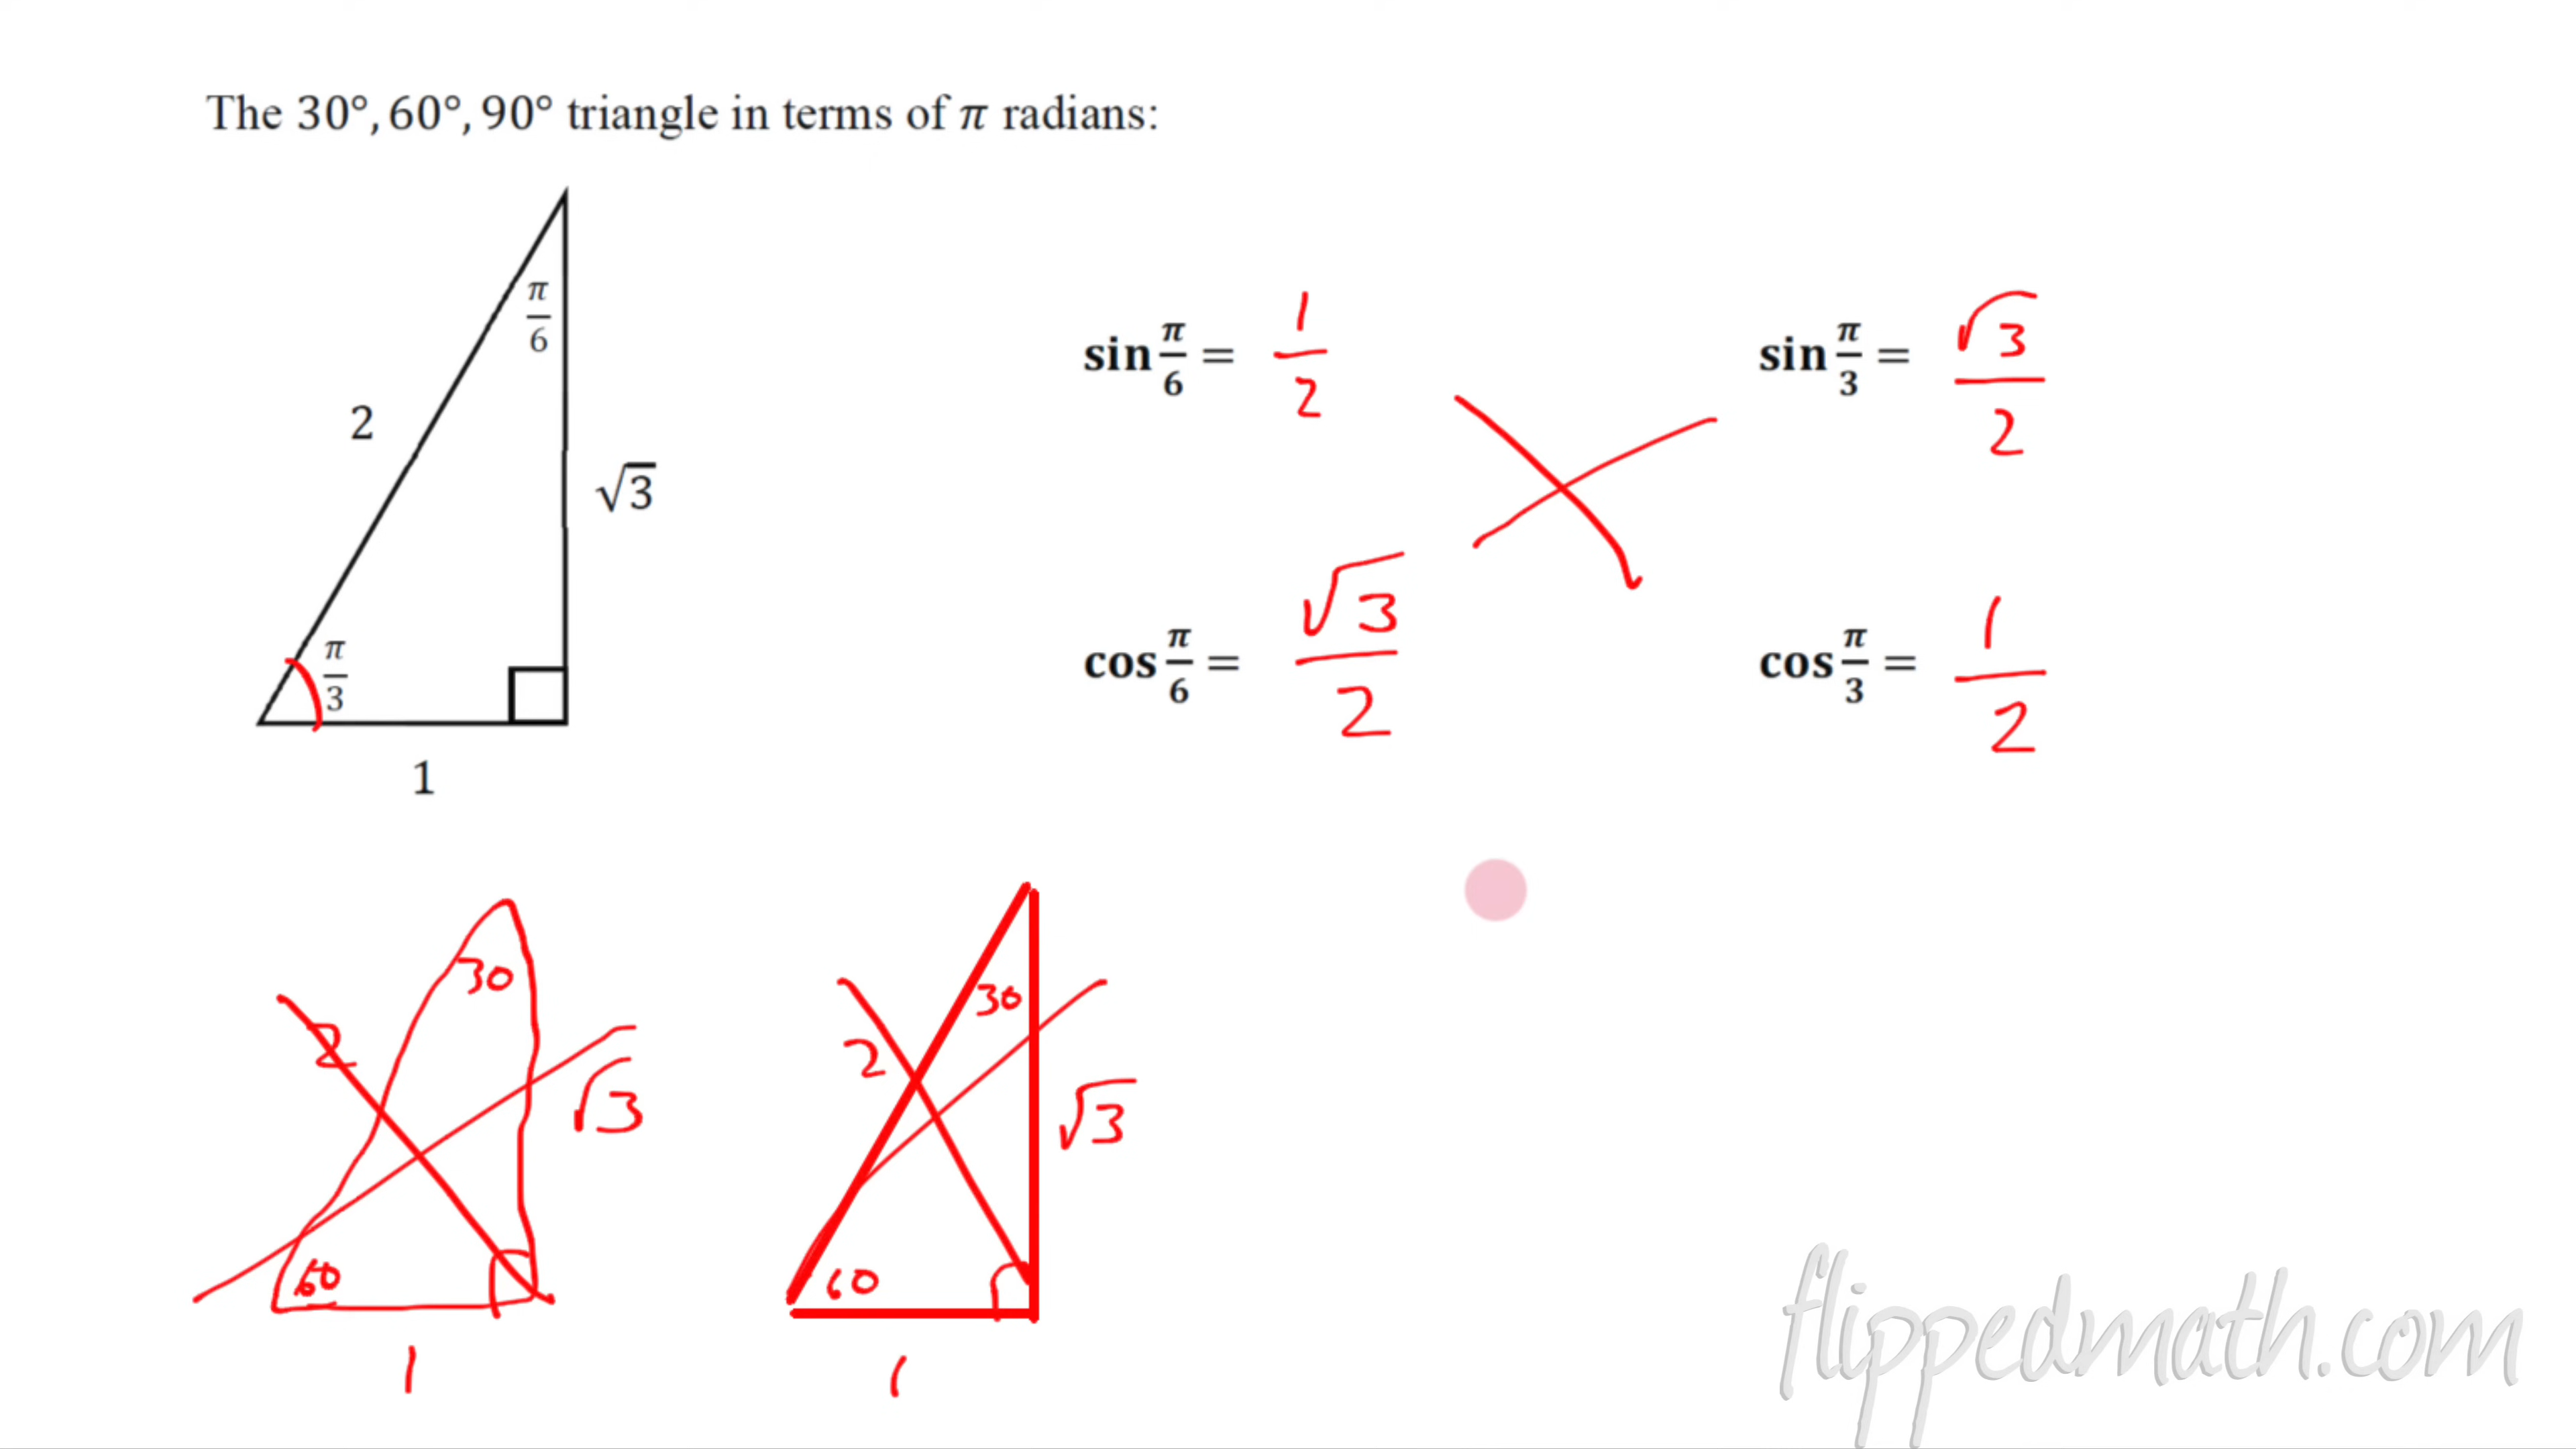 The 30°, 60°, 90° triangle in terms of π radians:
π/6
2
√3
π/3
1
sin π/6 = 1/2
sin π/3 = √3/2
cos π/6 = √3/2
cos π/3 = 1/2
30
2
√3
60
1
30
2
√3
60
1
flippedmath.com